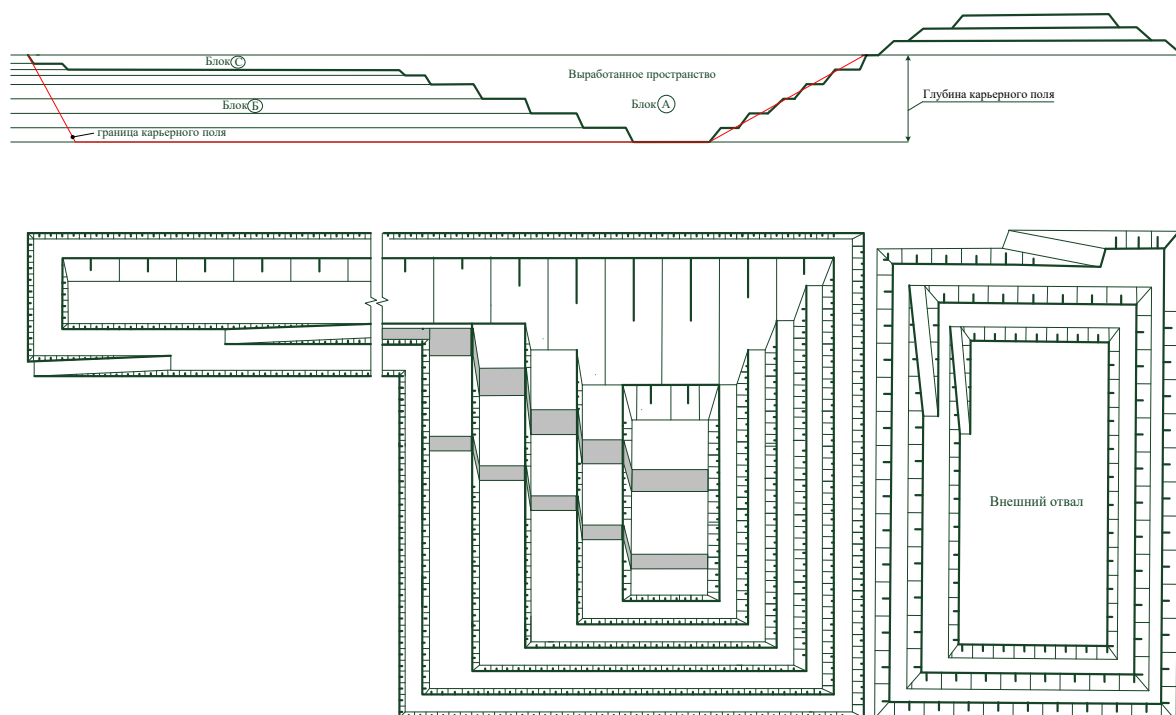 Блок С
Выработанное пространство
Глубина карьерного поля
Блок Б
Блок А
граница карьерного поля
Внешний отвал